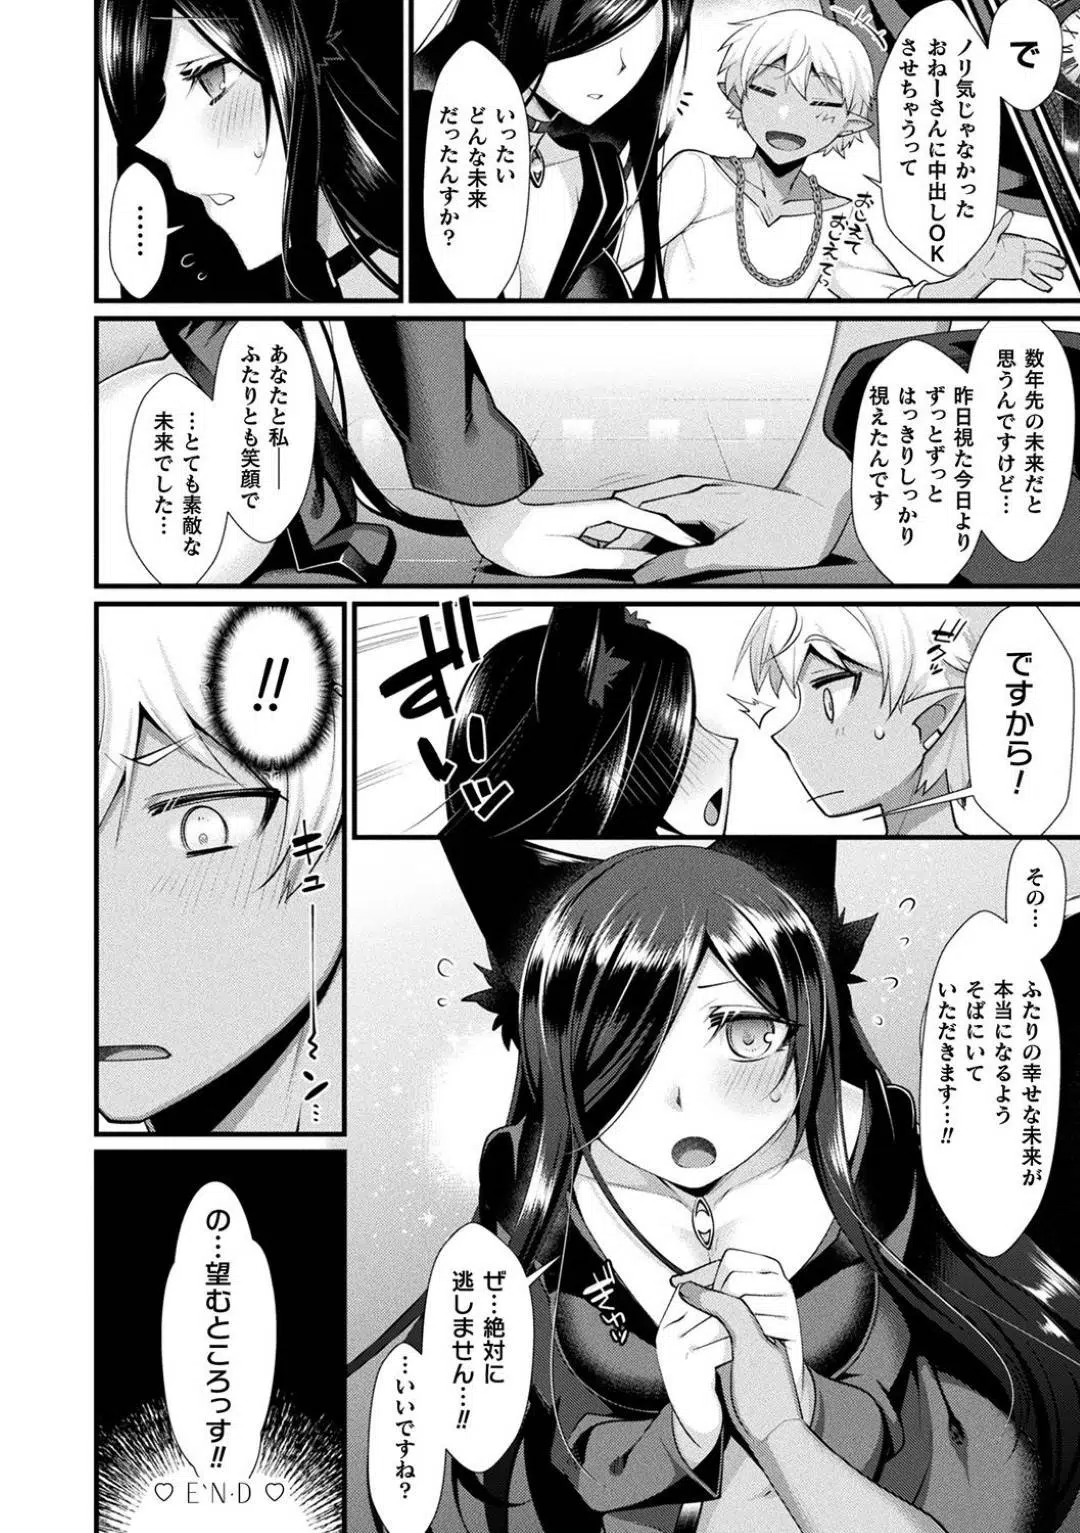 で
ノリ気じゃなかった
おねーさんに中出しOK
させちゃうって
おしえて
おしえてっ
いったい
どんな未来
だったんすか?
……
数年先の未来だと
思うんですけど…
昨日視た今日より
ずっとずっと
はっきりしっかり
視えたんです
あなたと私―
ふたりとも笑顔で
…とても素敵な
未来でした…
ですから!
ずいっ
!!
キュ〜ン…
その…
ふたりの幸せな未来が
本当になるよう
そばにいて
いただきます…!!
ぜ…絶対に
逃しません…!!
…いいですね?
の…望むところっす!!
♡ END ♡